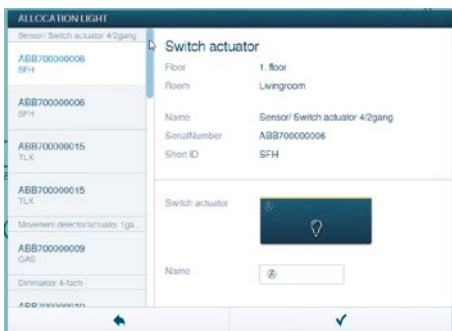 ALLOCATION LIGHT
Sensor/ Switch actuator 4/2gang
ABB700000006
SFH
ABB700000006
SFH
ABB700000015
TLX
ABB700000015
TLX
Movement detector/actuator 1ga...
ABB700000009
GAS
Dimmaktor 4-fach
ABB700000010
Switch actuator
Floor 1. floor
Room Livingroom
Name Sensor/ Switch actuator 4/2gang
SerialNumber ABB700000006
Short ID SFH
Switch actuator
A
Name A